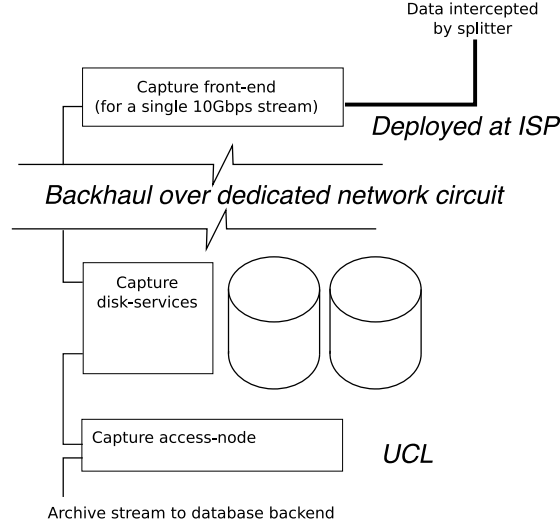 Data intercepted
by splitter
Capture front-end
(for a single 10Gbps stream)
Deployed at ISP
Backhaul over dedicated network circuit
Capture
disk-services
Capture access-node
UCL
Archive stream to database backend